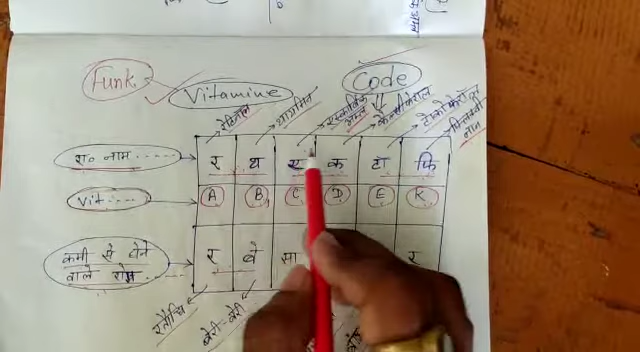 Funk
Vitamine
Code
रेटिनाल
थायमिन
एस्कार्बिक अम्ल
कैल्सीफेराल
टोकोफेरॉल
रा० नाम
र थ ए क टो फि
Vit
A B C D E K
कमी से होने
वाले रोग
र बे सा र
रतौंधि
बेरी-बेरी